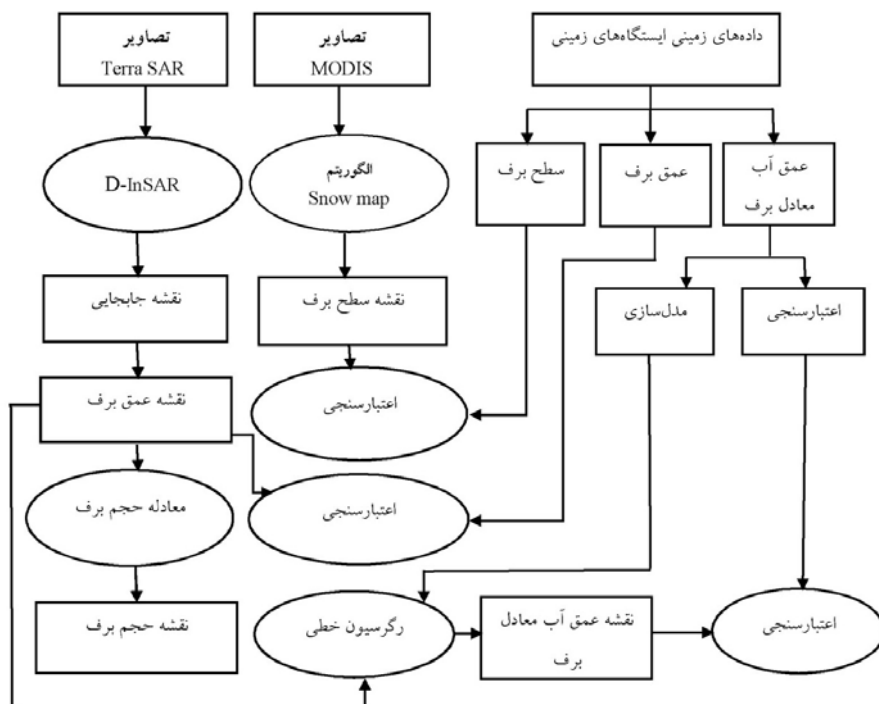 تصاویر
Terra SAR
تصاویر
MODIS
داده‌های زمینی ایستگاه‌های زمینی
D-InSAR
الگوریتم
Snow map
سطح برف
عمق برف
عمق آب
معادل برف
نقشه جابجایی
نقشه سطح برف
مدل‌سازی
اعتبارسنجی
نقشه عمق برف
اعتبارسنجی
معادله حجم برف
اعتبارسنجی
نقشه حجم برف
رگرسیون خطی
نقشه عمق آب معادل
برف
اعتبارسنجی